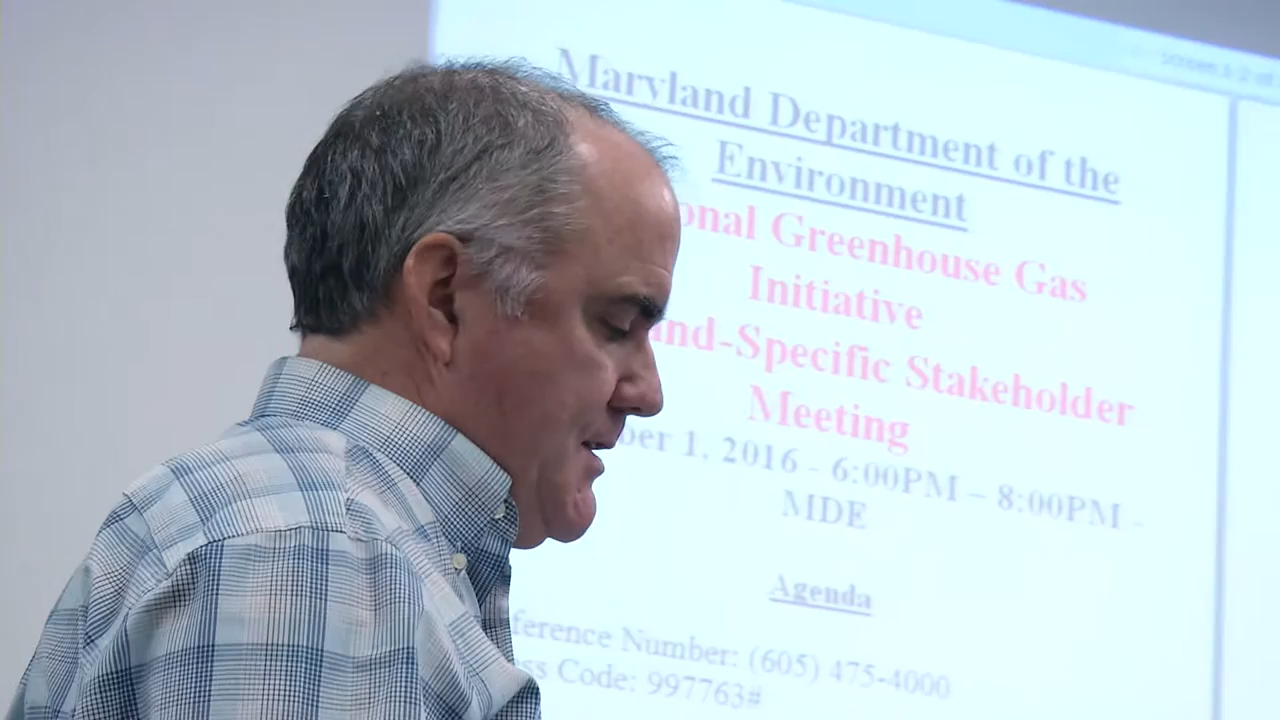 Maryland Department of the
Environment
onal Greenhouse Gas
Initiative
and-Specific Stakeholder
Meeting
ber 1, 2016 - 6:00PM – 8:00PM -
MDE
Agenda
ference Number: (605) 475-4000
ss Code: 997763#